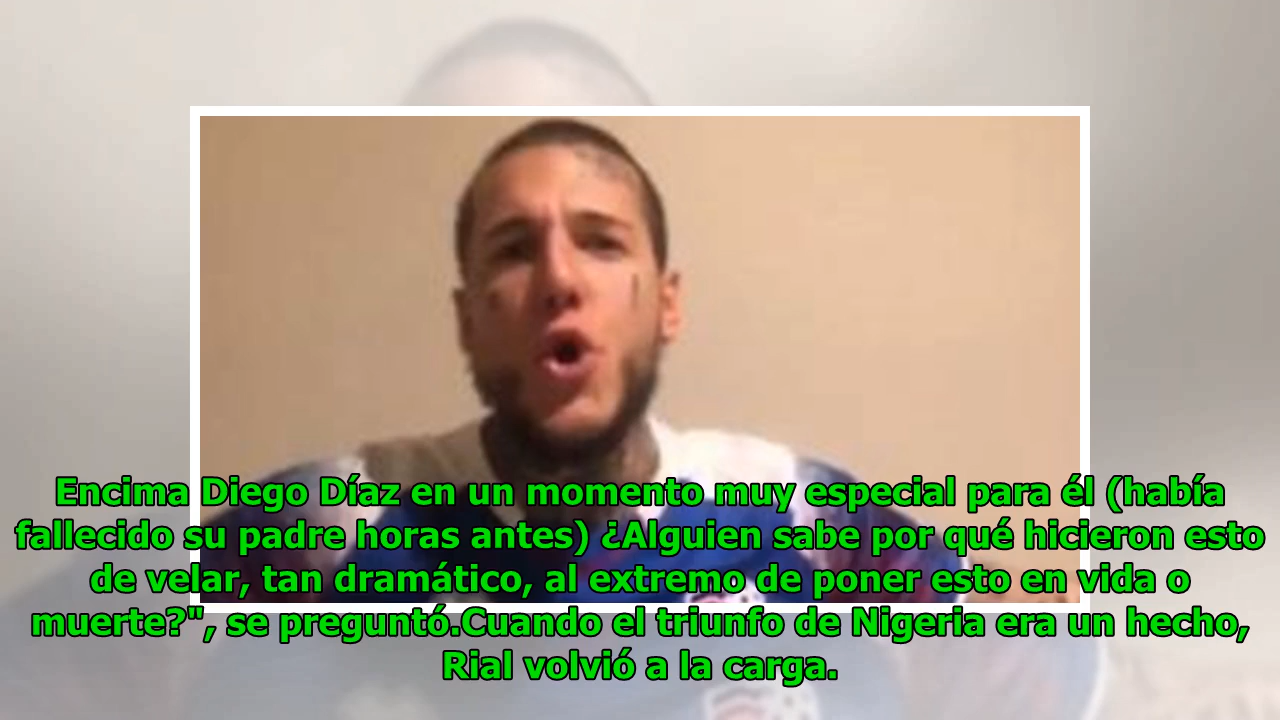 Encima Diego Díaz en un momento muy especial para él (había
fallecido su padre horas antes) ¿Alguien sabe por qué hicieron esto
de velar, tan dramático, al extremo de poner esto en vida o
muerte?", se preguntó.Cuando el triunfo de Nigeria era un hecho,
Rial volvió a la carga.